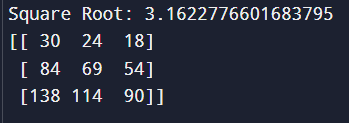 Square Root: 3.1622776601683795
[[ 30  24  18]
 [ 84  69  54]
 [138 114  90]]